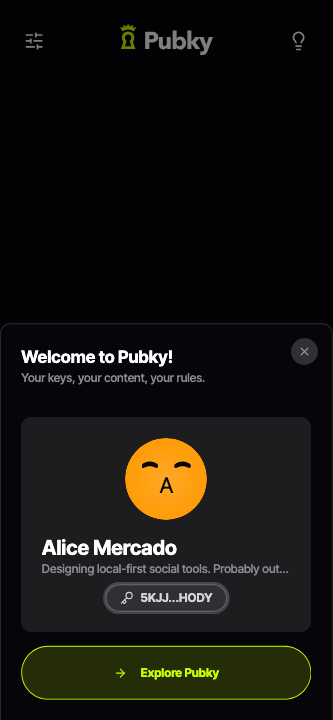 Pubky
Welcome to Pubky!
Your keys, your content, your rules.
A
Alice Mercado
Designing local-first social tools. Probably out...
5KJJ...HODY
Explore Pubky